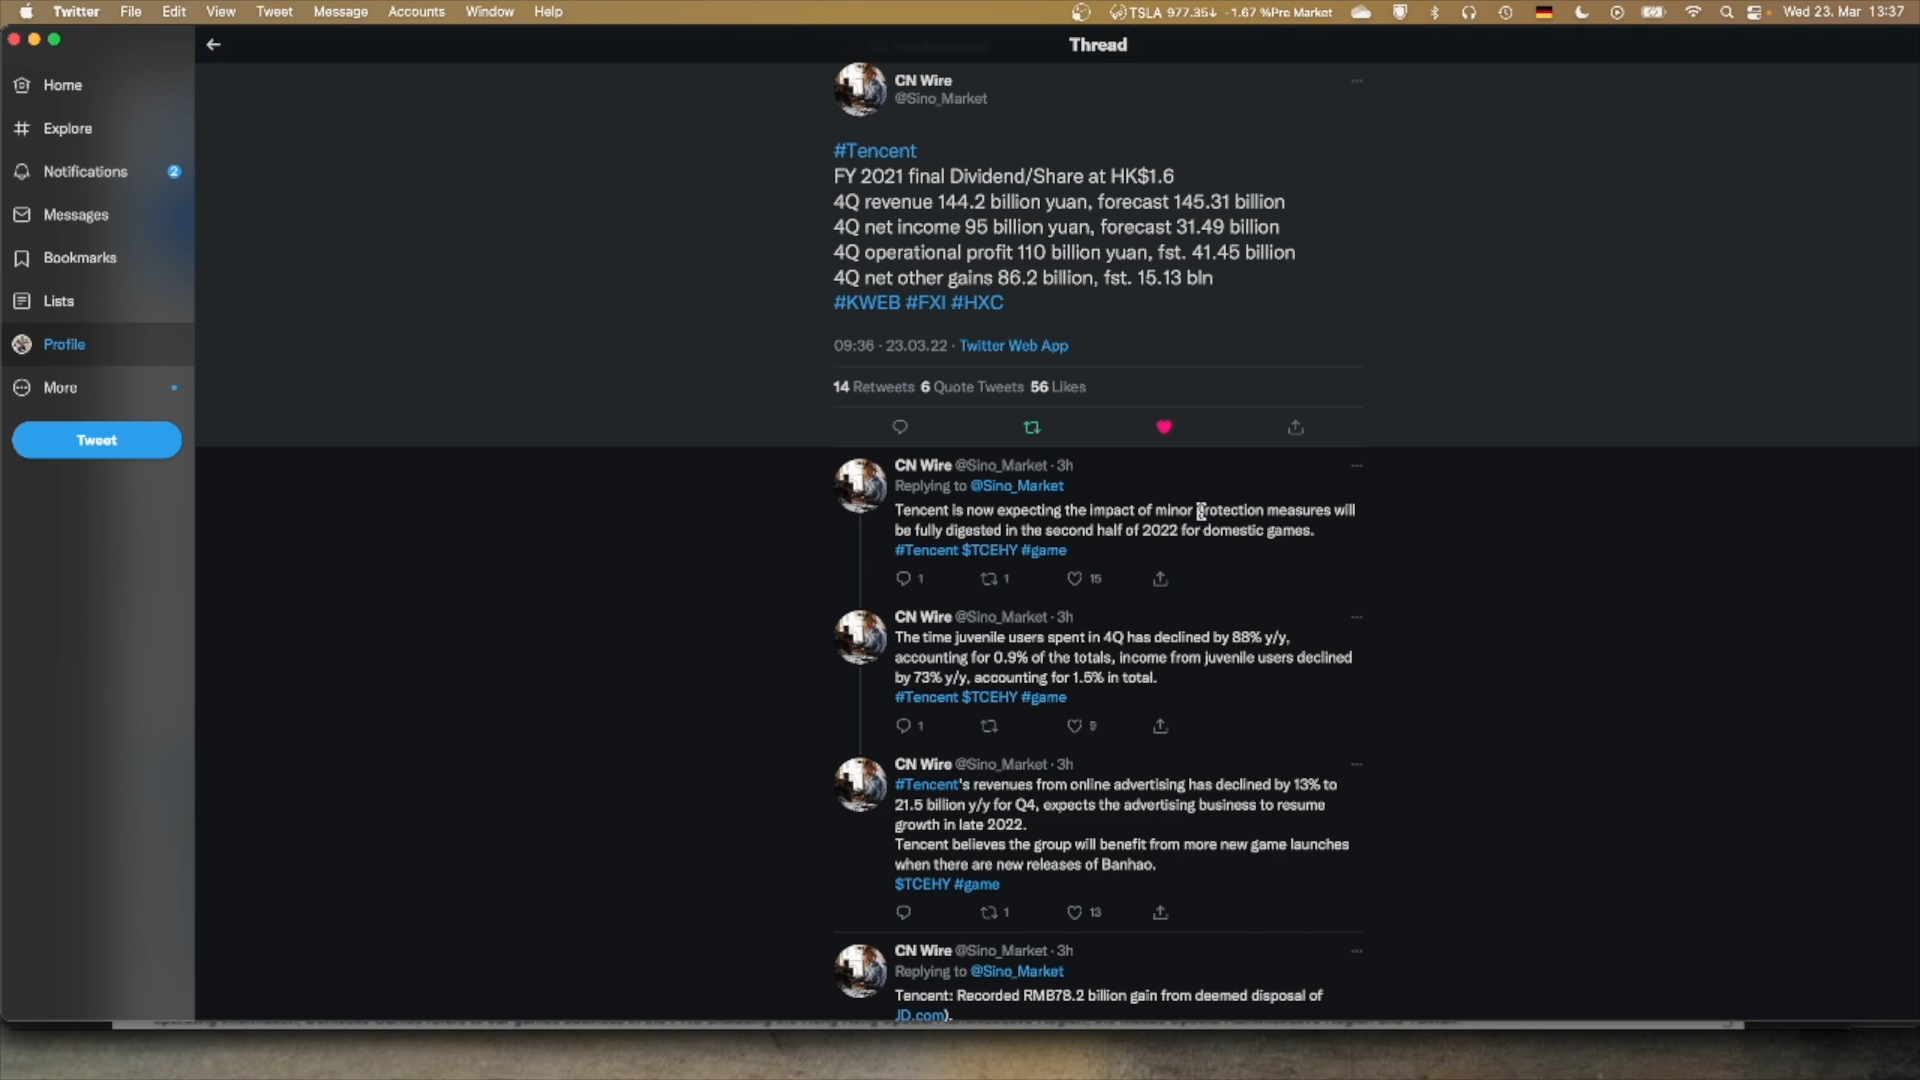 Twitter File Edit View Tweet Message Accounts Window Help
TSLA 977.35↓ -1.67 %Pre Market
Wed 23. Mar 13:37
Thread
Home
Explore
Notifications 2
Messages
Bookmarks
Lists
Profile
More
Tweet
CN Wire
@Sino_Market
#Tencent
FY 2021 final Dividend/Share at HK$1.6
4Q revenue 144.2 billion yuan, forecast 145.31 billion
4Q net income 95 billion yuan, forecast 31.49 billion
4Q operational profit 110 billion yuan, fst. 41.45 billion
4Q net other gains 86.2 billion, fst. 15.13 bln
#KWEB #FXI #HXC
09:36 · 23.03.22 · Twitter Web App
14 Retweets 6 Quote Tweets 56 Likes
CN Wire @Sino_Market · 3h
Replying to @Sino_Market
Tencent is now expecting the impact of minor protection measures will
be fully digested in the second half of 2022 for domestic games.
#Tencent $TCEHY #game
1 1 15
CN Wire @Sino_Market · 3h
The time juvenile users spent in 4Q has declined by 88% y/y,
accounting for 0.9% of the totals, income from juvenile users declined
by 73% y/y, accounting for 1.5% in total.
#Tencent $TCEHY #game
1 9
CN Wire @Sino_Market · 3h
#Tencent's revenues from online advertising has declined by 13% to
21.5 billion y/y for Q4, expects the advertising business to resume
growth in late 2022.
Tencent believes the group will benefit from more new game launches
when there are new releases of Banhao.
$TCEHY #game
1 13
CN Wire @Sino_Market · 3h
Replying to @Sino_Market
Tencent: Recorded RMB78.2 billion gain from deemed disposal of
JD.com).